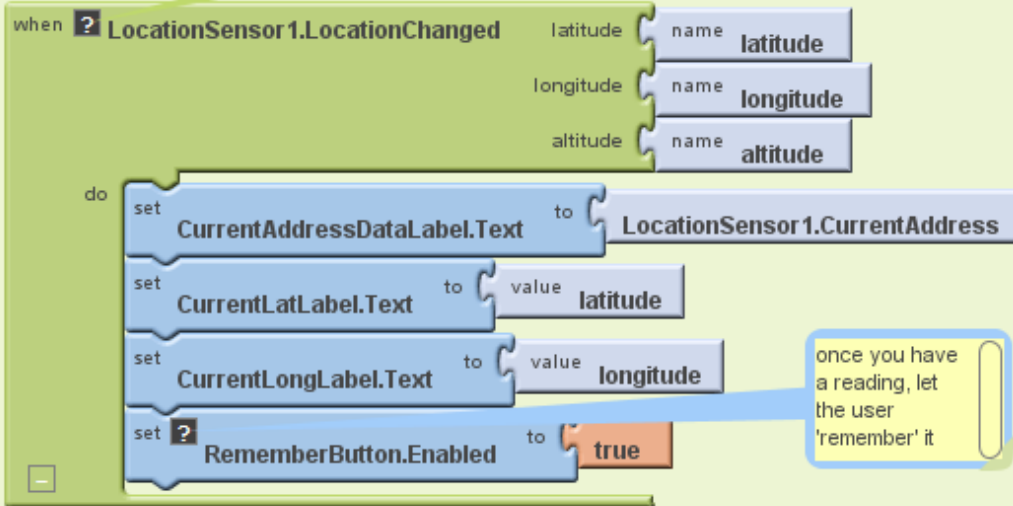 when ? LocationSensor1.LocationChanged latitude name latitude
longitude name longitude
altitude name altitude
do
set CurrentAddressDataLabel.Text to LocationSensor1.CurrentAddress
set CurrentLatLabel.Text to value latitude
set CurrentLongLabel.Text to value longitude
set ? RememberButton.Enabled to true
once you have
a reading, let
the user
'remember' it